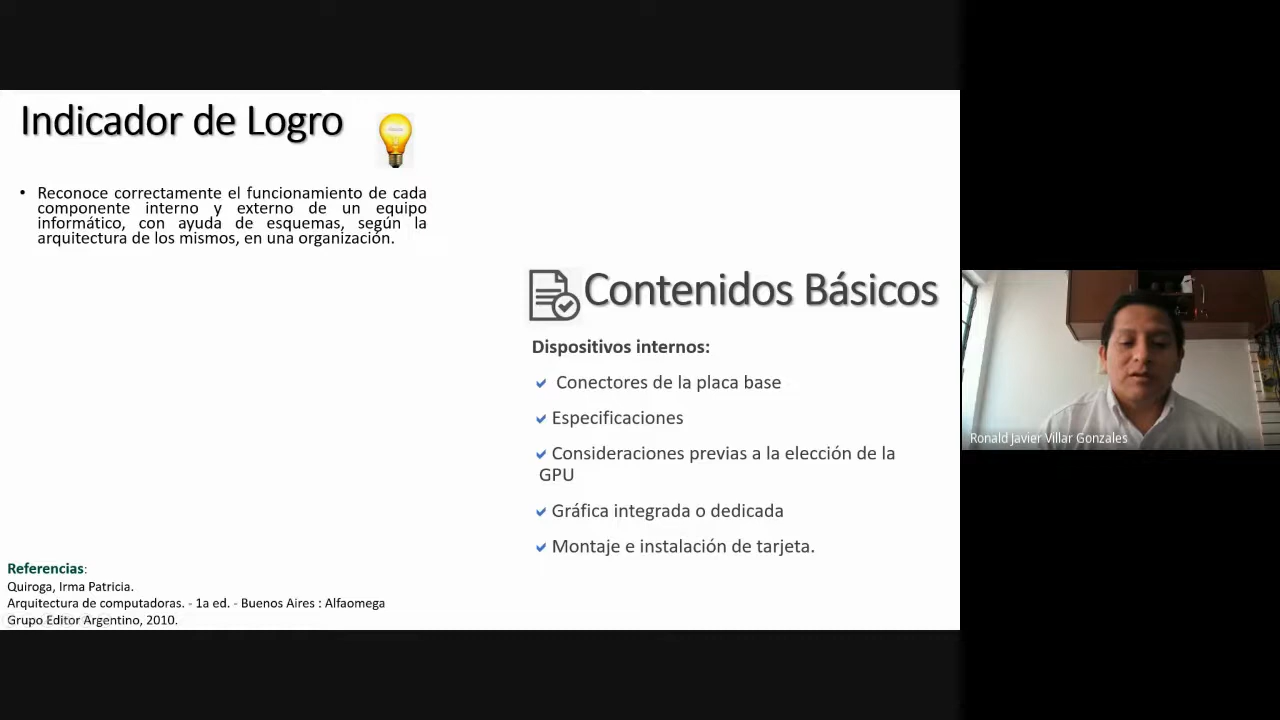 Indicador de Logro
• Reconoce correctamente el funcionamiento de cada
componente interno y externo de un equipo
informático, con ayuda de esquemas, según la
arquitectura de los mismos, en una organización.
Contenidos Básicos
Dispositivos internos:
Conectores de la placa base
Especificaciones
Consideraciones previas a la elección de la
GPU
Gráfica integrada o dedicada
Montaje e instalación de tarjeta.
Referencias:
Quiroga, Irma Patricia.
Arquitectura de computadoras. - 1a ed. - Buenos Aires : Alfaomega
Grupo Editor Argentino, 2010.
Ronald Javier Villar Gonzales